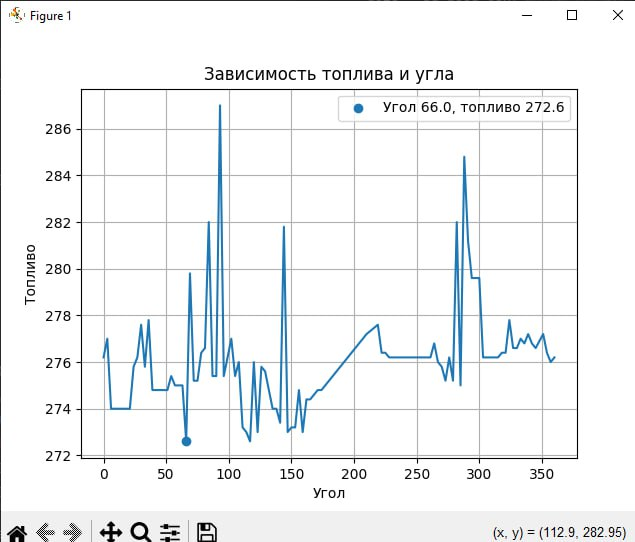 Figure 1
Зависимость топлива и угла
Угол 66.0, топливо 272.6
Топливо
286
284
282
280
278
276
274
272
0 50 100 150 200 250 300 350
Угол
(x, y) = (112.9, 282.95)